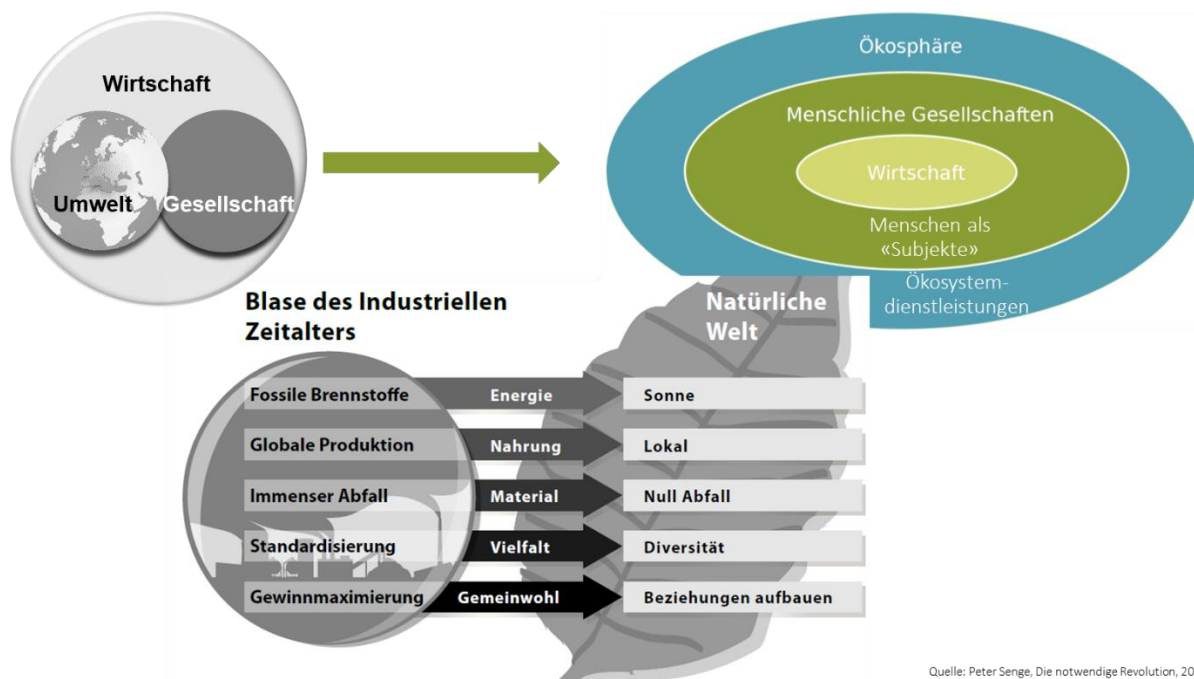 Wirtschaft
Umwelt
Gesellschaft
Ökosphäre
Menschliche Gesellschaften
Wirtschaft
Menschen als
«Subjekte»
Ökosystem-
dienstleistungen
Blase des Industriellen
Zeitalters
Natürliche
Welt
Fossile Brennstoffe Energie Sonne
Globale Produktion Nahrung Lokal
Immenser Abfall Material Null Abfall
Standardisierung Vielfalt Diversität
Gewinnmaximierung Gemeinwohl Beziehungen aufbauen
Quelle: Peter Senge, Die notwendige Revolution, 20